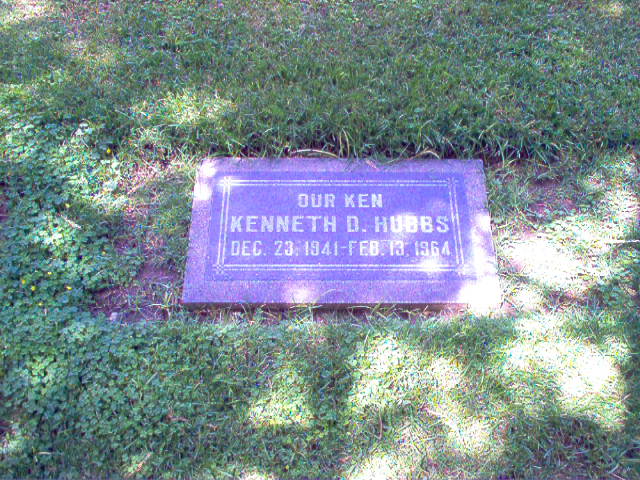 OUR KEN
KENNETH D. HUBBS
DEC. 23, 1941-FEB. 13, 1964